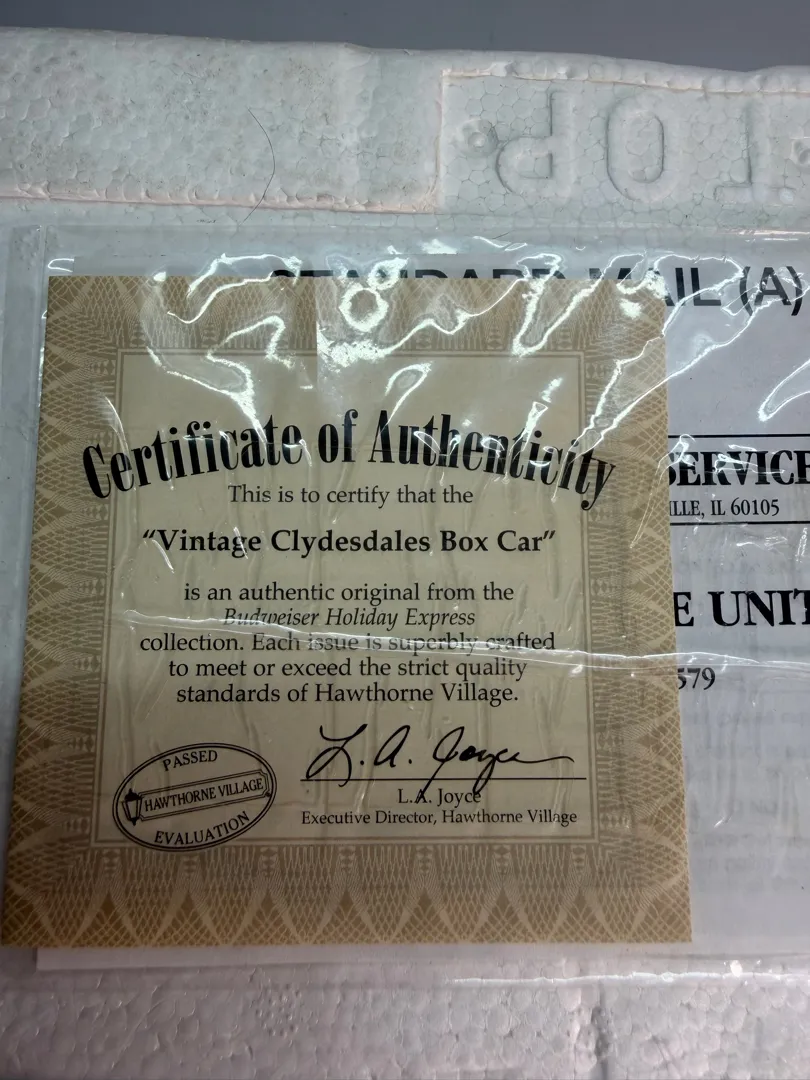 TOP
STANDARD MAIL (A)
Certificate of Authenticity
This is to certify that the
"Vintage Clydesdales Box Car"
is an authentic original from the
Budweiser Holiday Express
collection. Each issue is superbly crafted
to meet or exceed the strict quality
standards of Hawthorne Village.
PASSED
HAWTHORNE VILLAGE
EVALUATION
L.A. Joyce
L.A. Joyce
Executive Director, Hawthorne Village
SERVICE
ILLE, IL 60105
E UNIT
579